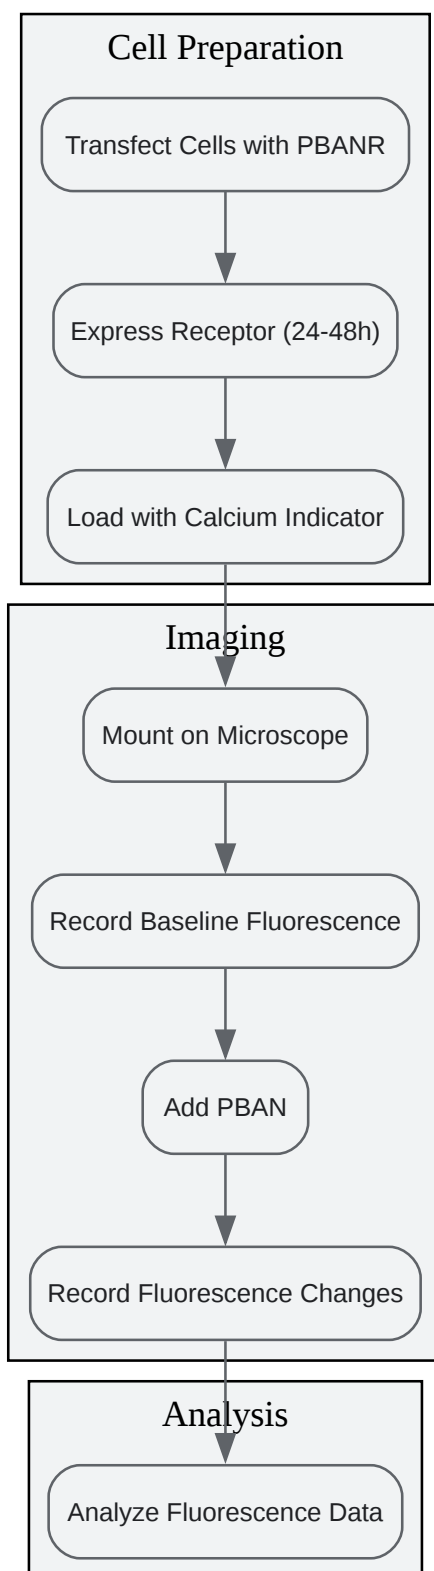 Cell Preparation
Transfect Cells with PBANR
Express Receptor (24-48h)
Load with Calcium Indicator
Imaging
Mount on Microscope
Record Baseline Fluorescence
Add PBAN
Record Fluorescence Changes
Analysis
Analyze Fluorescence Data